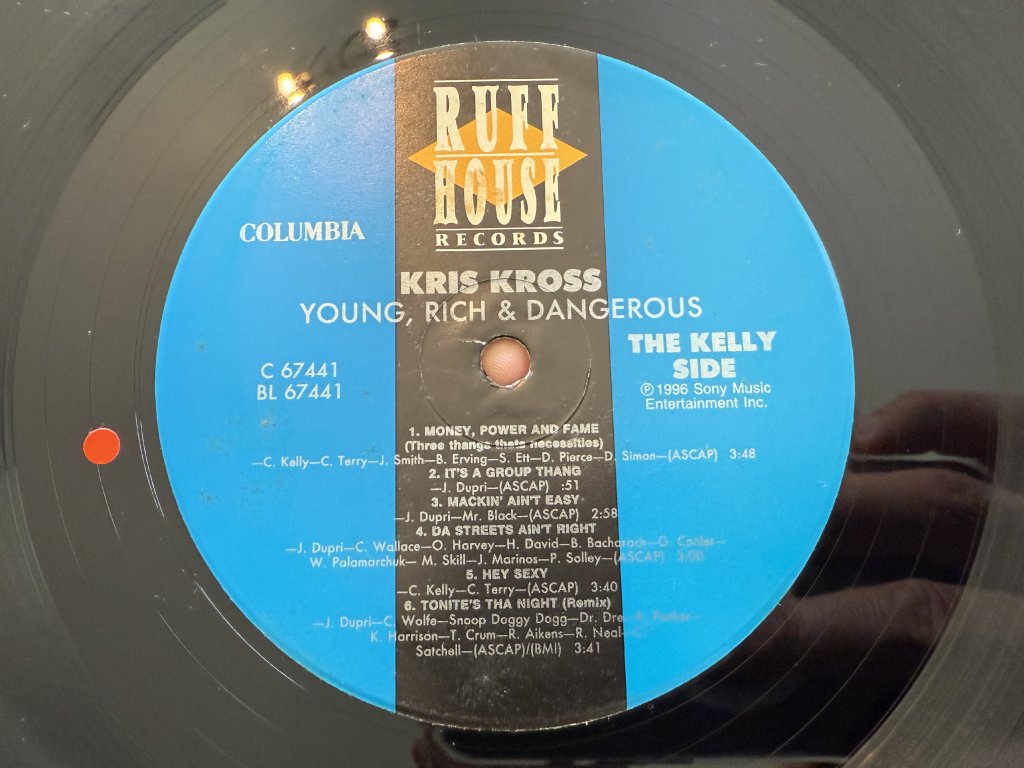 RUFF
HOUSE
RECORDS
COLUMBIA
KRIS KROSS
YOUNG, RICH & DANGEROUS
THE KELLY
SIDE
℗ 1996 Sony Music
Entertainment Inc.
C 67441
BL 67441
1. MONEY, POWER AND FAME
(Three thangs thats necessities)
—C. Kelly—C. Terry—J. Smith—B. Erving—S. Ett—D. Pierce—D. Simon—(ASCAP) 3:48
2. IT'S A GROUP THANG
—J. Dupri—(ASCAP) :51
3. MACKIN' AIN'T EASY
—J. Dupri—Mr. Black—(ASCAP) 2:58
4. DA STREETS AIN'T RIGHT
—J. Dupri—C. Wallace—O. Harvey—H. David—B. Bacharach—G.
W. Palamarchuk— M. Skill—J. Marinos—P. Solley—(ASCAP) 3:00
5. HEY SEXY
—C. Kelly—C. Terry—(ASCAP) 3:40
6. TONITE'S THA NIGHT (Remix)
—J. Dupri—C. Wolfe—Snoop Doggy Dogg—Dr. Dre—R. Parker—
K. Harrison—T. Crum—R. Aikens—R. Neal—C.
Satchell—(ASCAP)/(BMI) 3:41